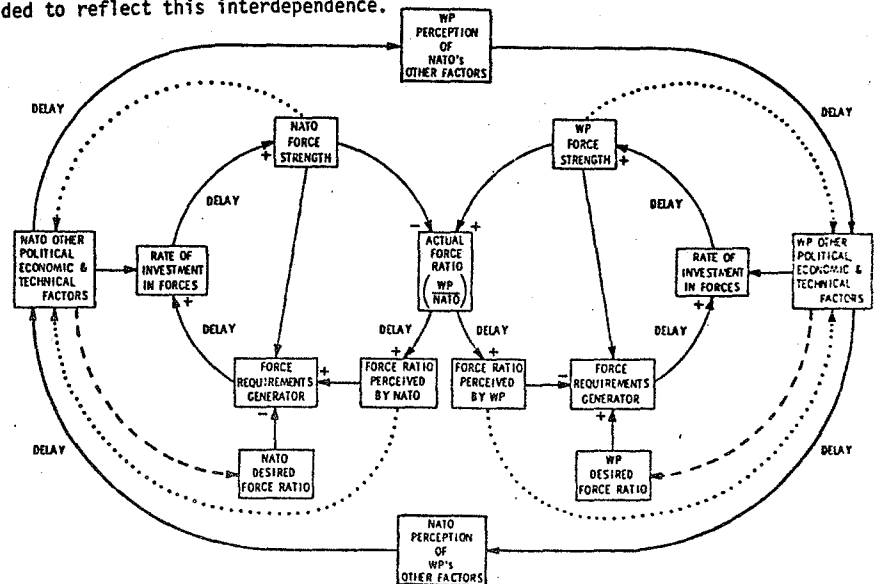 ded to reflect this interdependence.
WP
PERCEPTION
OF
NATO's
OTHER FACTORS
DELAY
DELAY
NATO
FORCE
STRENGTH
+
WP
FORCE
STRENGTH
+
DELAY
DELAY
NATO OTHER
POLITICAL
ECONOMIC &
TECHNICAL
FACTORS
RATE OF
INVESTMENT
IN FORCES
+
-
+
ACTUAL
FORCE
RATIO
(WP
NATO)
RATE OF
INVESTMENT
IN FORCES
+
WP OTHER
POLITICAL,
ECONOMIC &
TECHNICAL
FACTORS
DELAY
DELAY
DELAY
DELAY
FORCE
REQUIREMENTS
GENERATOR
+
-
+
FORCE RATIO
PERCEIVED
BY NATO
+
FORCE RATIO
PERCEIVED
BY WP
-
FORCE
REQUIREMENTS
GENERATOR
+
DELAY
NATO
DESIRED
FORCE RATIO
WP
DESIRED
FORCE RATIO
DELAY
NATO
PERCEPTION
OF
WP's
OTHER FACTORS